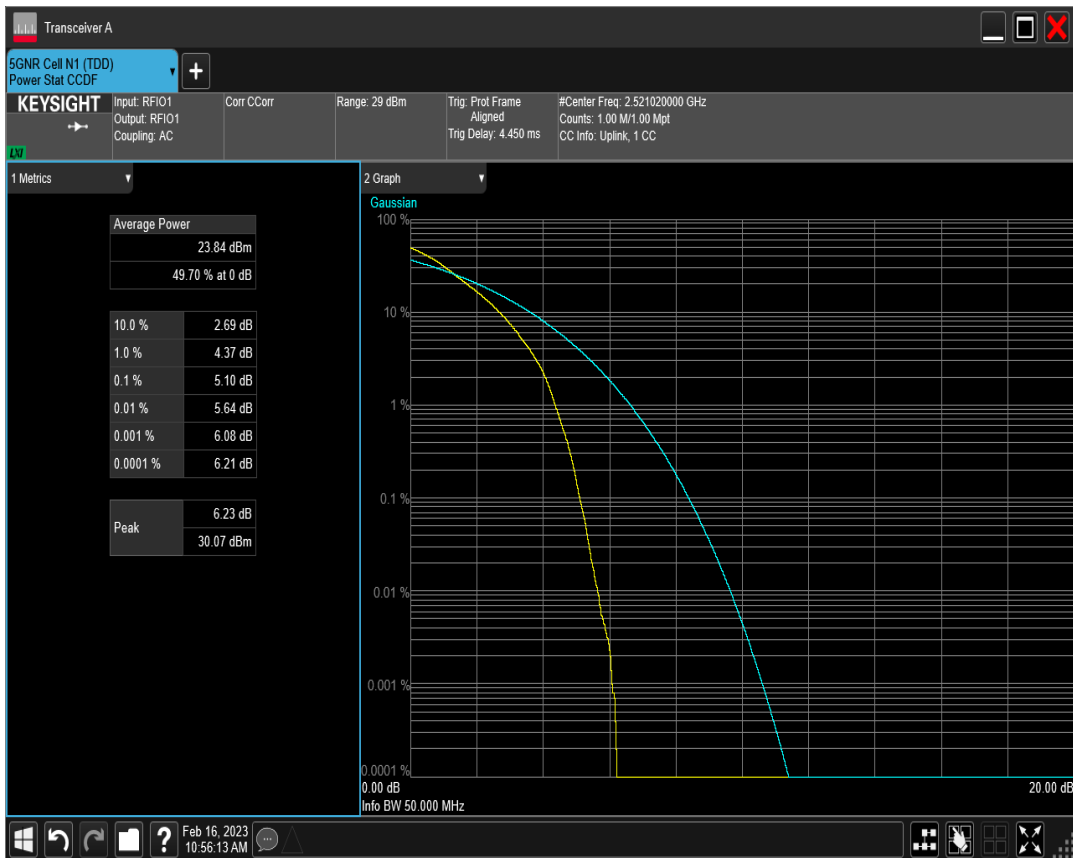 Transceiver A
5GNR Cell N1 (TDD)
Power Stat CCDF
+
KEYSIGHT
LXI
Input: RFIO1
Output: RFIO1
Coupling: AC
Corr CCorr
Range: 29 dBm
Trig: Prot Frame
Aligned
Trig Delay: 4.450 ms
#Center Freq: 2.521020000 GHz
Counts: 1.00 M/1.00 Mpt
CC Info: Uplink, 1 CC
1 Metrics
Average Power
23.84 dBm
49.70 % at 0 dB
10.0 % 2.69 dB
1.0 % 4.37 dB
0.1 % 5.10 dB
0.01 % 5.64 dB
0.001 % 6.08 dB
0.0001 % 6.21 dB
Peak 6.23 dB
30.07 dBm
2 Graph
Gaussian
100 %
10 %
1 %
0.1 %
0.01 %
0.001 %
0.0001 %
0.00 dB 20.00 dB
Info BW 50.000 MHz
? Feb 16, 2023
10:56:13 AM